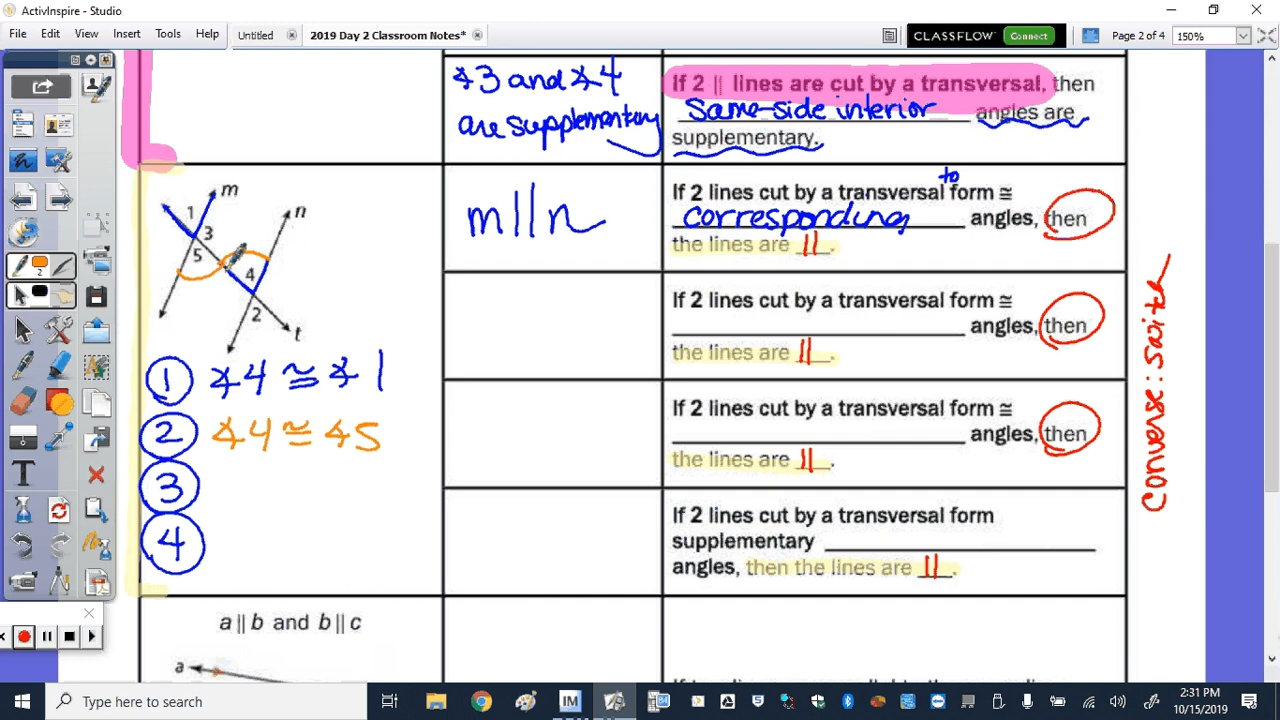 ActivInspire - Studio
File Edit View Insert Tools Help
Untitled
2019 Day 2 Classroom Notes*
CLASSFLOW Connect
Page 2 of 4
150%
∡3 and ∡4
are supplementary
If 2 || lines are cut by a transversal, then
Same-side interior angles are
supplementary.
m
n
1
3
5
4
2
t
① ∡4 ≅ ∡1
② ∡4 ≅ ∡5
③
④
m || n
to
If 2 lines cut by a transversal form ≅
corresponding angles, then
the lines are ||.
If 2 lines cut by a transversal form ≅
angles, then
the lines are ||.
If 2 lines cut by a transversal form ≅
angles, then
the lines are ||.
If 2 lines cut by a transversal form
supplementary
angles, then the lines are ||.
Converse: switch
a || b and b || c
a
2
T
Type here to search
IM
2:31 PM
10/15/2019